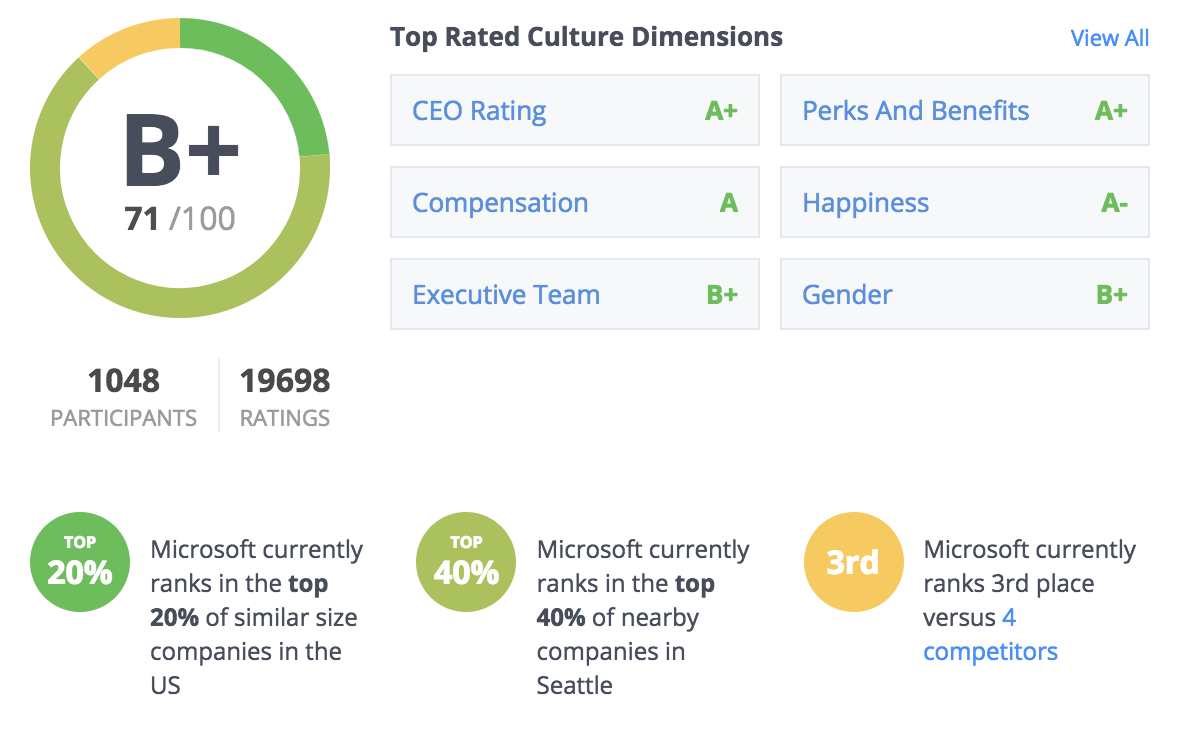 B+
71 /100
1048
PARTICIPANTS
19698
RATINGS
Top Rated Culture Dimensions
View All
CEO Rating A+
Perks And Benefits A+
Compensation A
Happiness A-
Executive Team B+
Gender B+
TOP
20%
Microsoft currently
ranks in the top
20% of similar size
companies in the
US
TOP
40%
Microsoft currently
ranks in the top
40% of nearby
companies in
Seattle
3rd
Microsoft currently
ranks 3rd place
versus 4
competitors